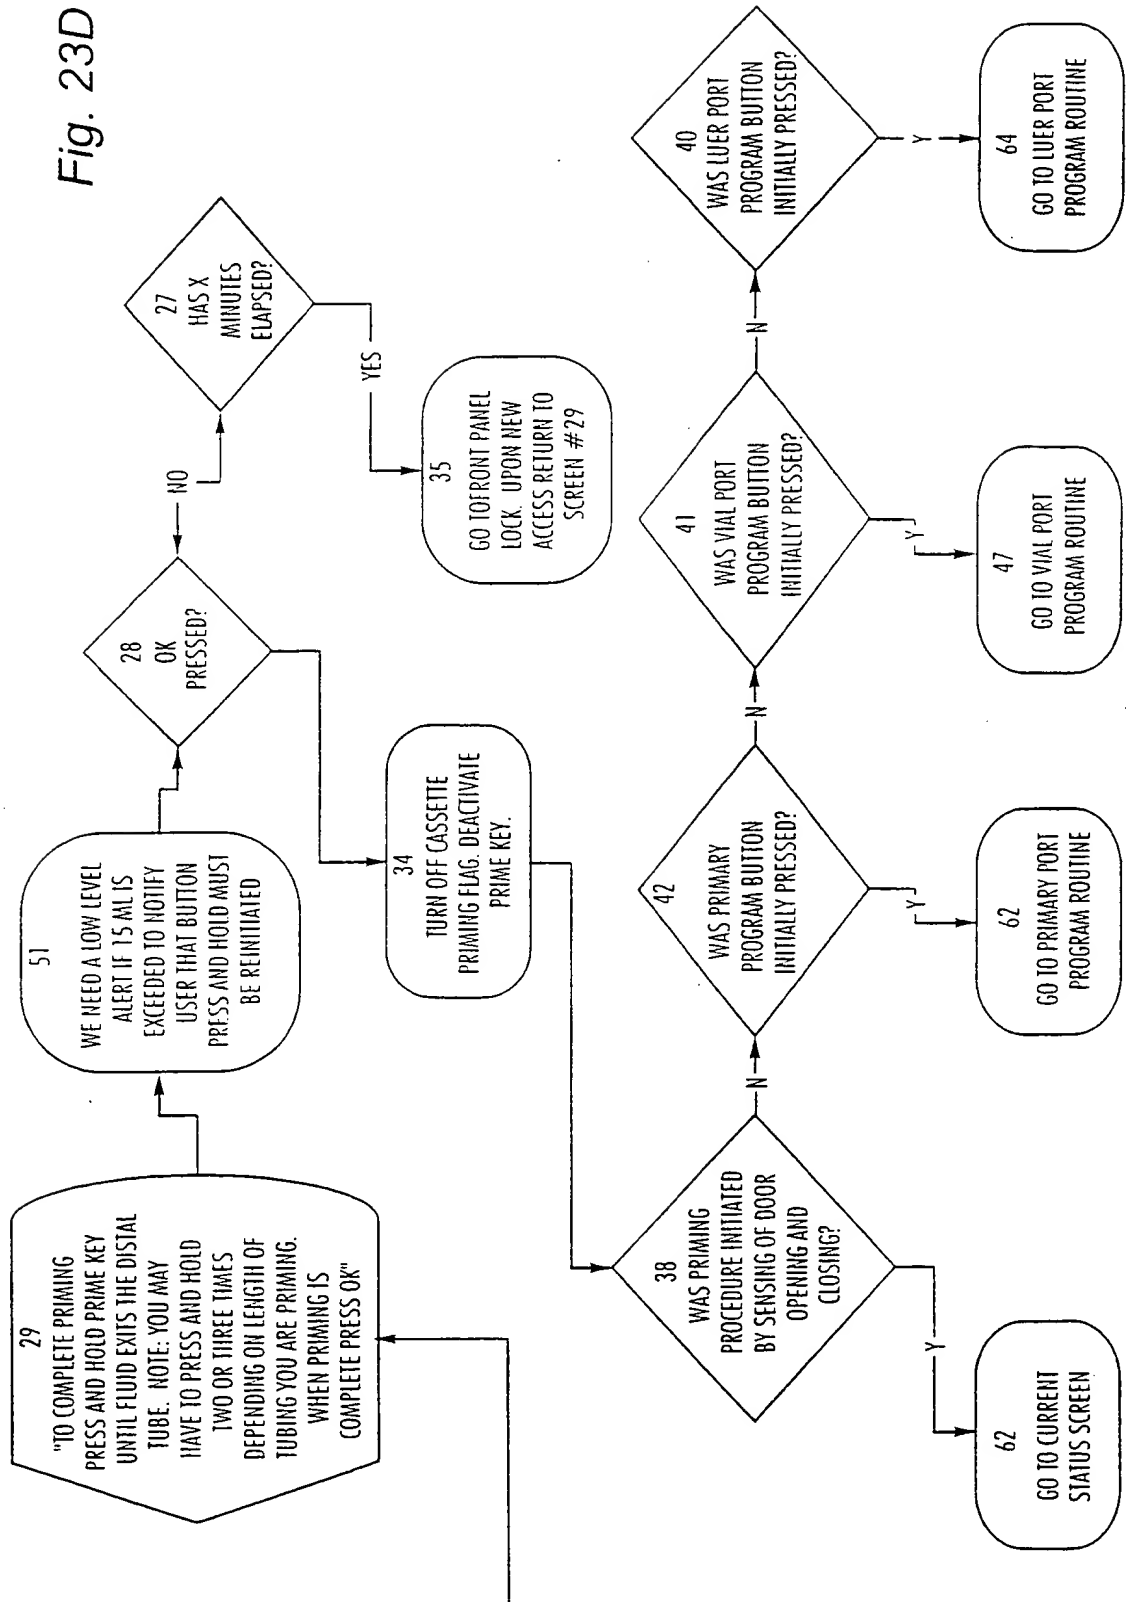 Fig. 23D
29
"TO COMPLETE PRIMING
PRESS AND HOLD PRIME KEY
UNTIL FLUID EXITS THE DISTAL
TUBE. NOTE: YOU MAY
HAVE TO PRESS AND HOLD
TWO OR THREE TIMES
DEPENDING ON LENGTH OF
TUBING YOU ARE PRIMING.
WHEN PRIMING IS
COMPLETE PRESS OK"
51
WE NEED A LOW LEVEL
ALERT IF 15 ML IS
EXCEEDED TO NOTIFY
USER THAT BUTTON
PRESS AND HOLD MUST
BE REINITIATED
28
OK
PRESSED?
NO
27
HAS X
MINUTES
ELAPSED?
YES
35
GO TOFRONT PANEL
LOCK. UPON NEW
ACCESS RETURN TO
SCREEN #29
34
TURN OFF CASSETTE
PRIMING FLAG. DEACTIVATE
PRIME KEY.
38
WAS PRIMING
PROCEDURE INITIATED
BY SENSING OF DOOR
OPENING AND
CLOSING?
N
42
WAS PRIMARY
PROGRAM BUTTON
INITIALLY PRESSED?
N
41
WAS VIAL PORT
PROGRAM BUTTON
INITIALLY PRESSED?
N
40
WAS LUER PORT
PROGRAM BUTTON
INITIALLY PRESSED?
Y
62
GO TO CURRENT
STATUS SCREEN
Y
62
GO TO PRIMARY PORT
PROGRAM ROUTINE
Y
47
GO TO VIAL PORT
PROGRAM ROUTINE
Y
64
GO TO LUER PORT
PROGRAM ROUTINE